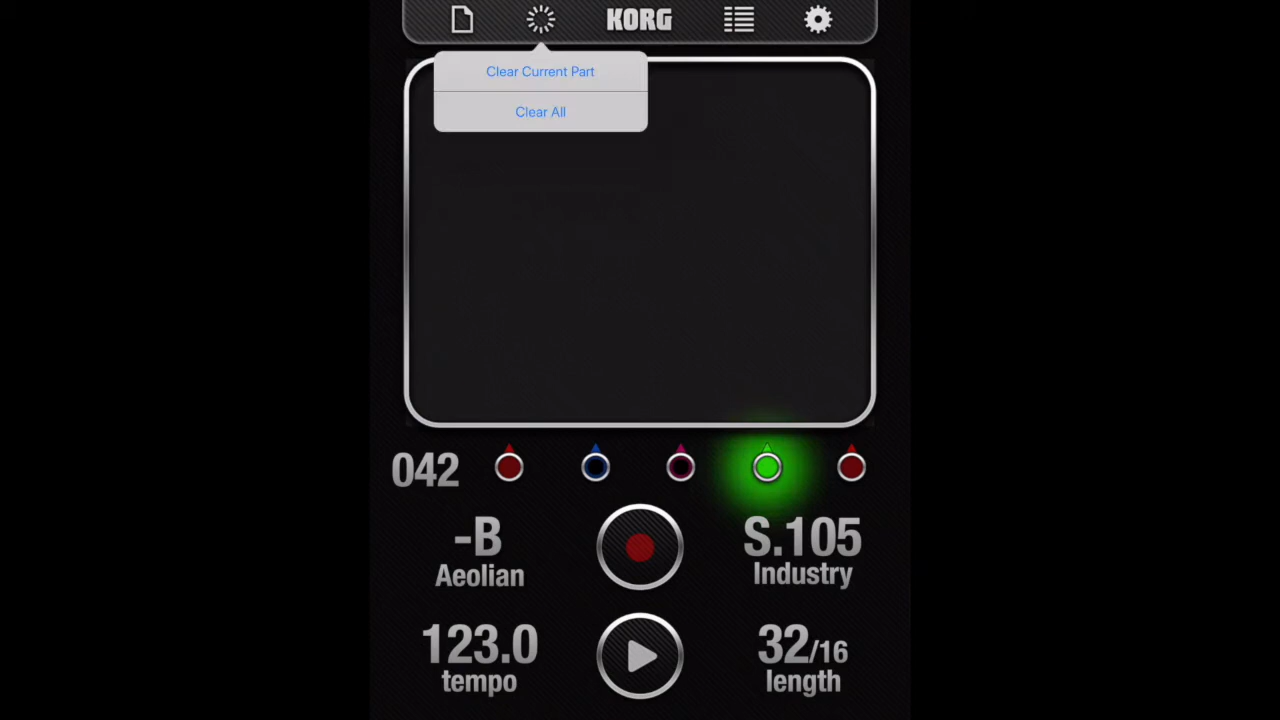 KORG
Clear Current Part
Clear All
042
-B
Aeolian
S.105
Industry
123.0
tempo
32/16
length